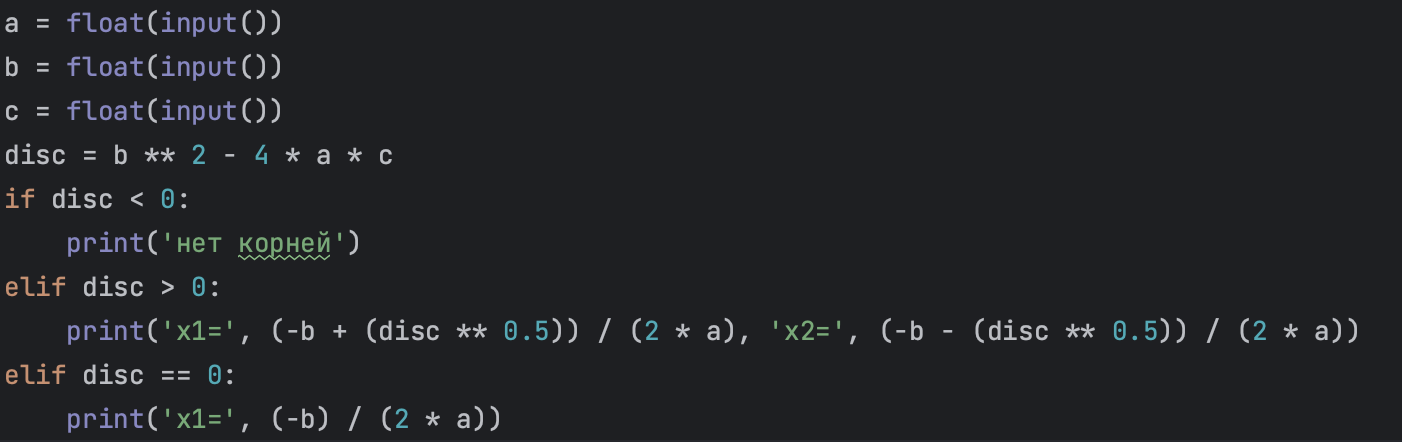 a = float(input())
b = float(input())
c = float(input())
disc = b ** 2 - 4 * a * c
if disc < 0:
    print('нет корней')
elif disc > 0:
    print('x1=', (-b + (disc ** 0.5)) / (2 * a), 'x2=', (-b - (disc ** 0.5)) / (2 * a))
elif disc == 0:
    print('x1=', (-b) / (2 * a))